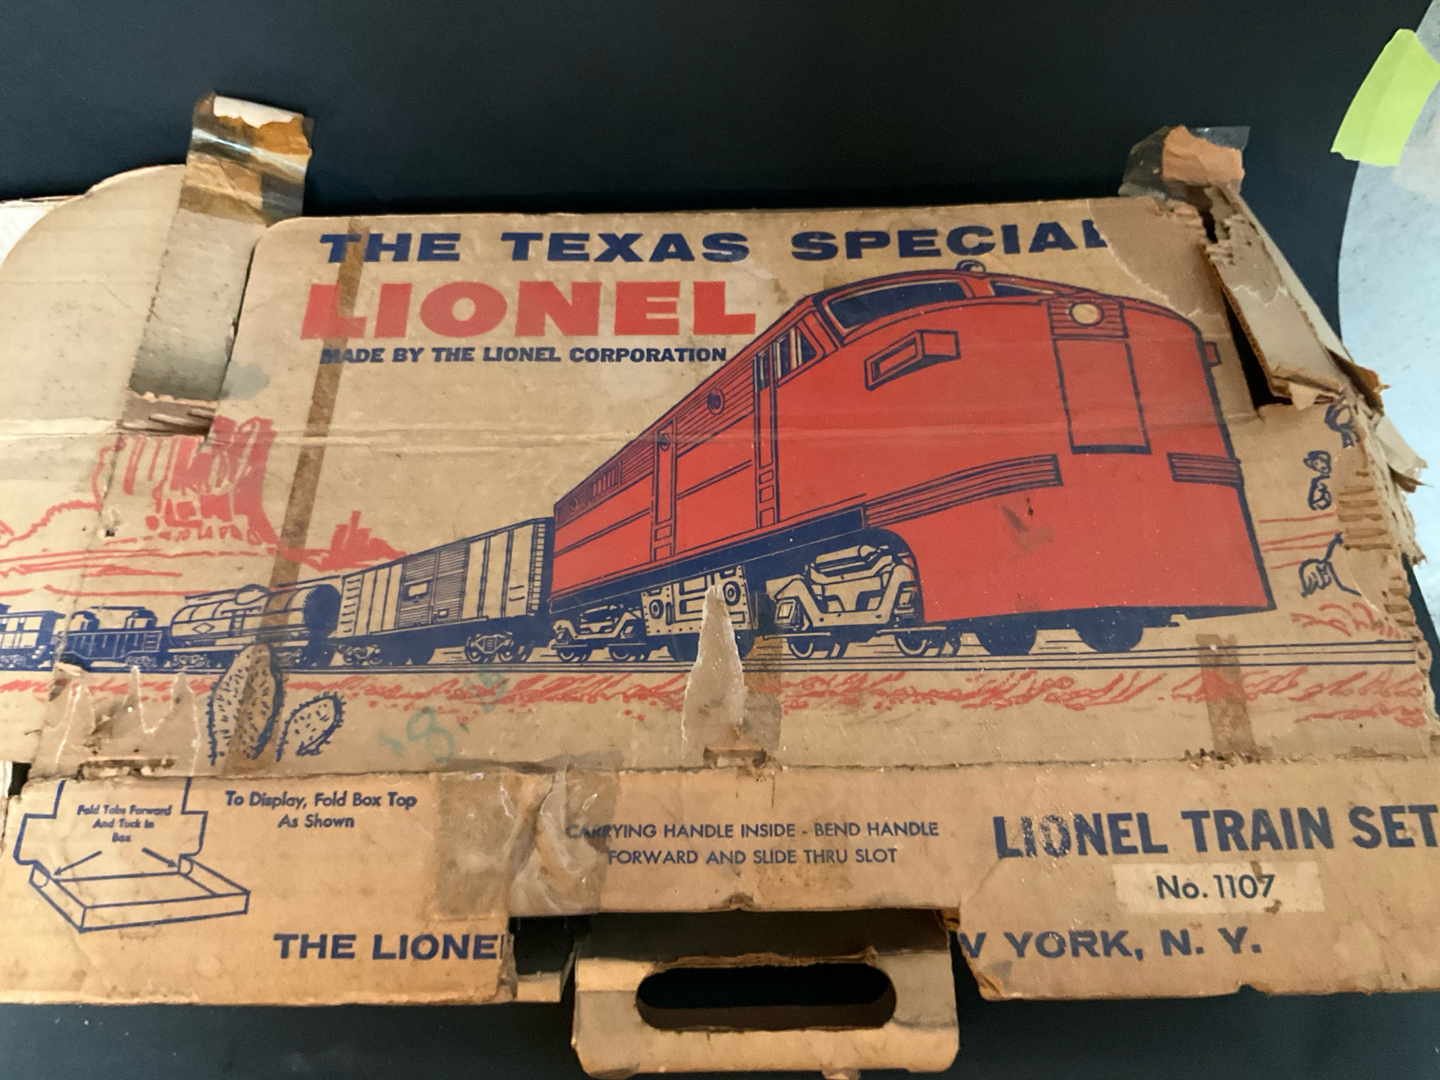 THE TEXAS SPECIAL
LIONEL
MADE BY THE LIONEL CORPORATION
Fold Tabs Forward
And Tuck In
Box
To Display, Fold Box Top
As Shown
CARRYING HANDLE INSIDE - BEND HANDLE
FORWARD AND SLIDE THRU SLOT
LIONEL TRAIN SET
No. 1107
THE LIONEL YORK, N. Y.